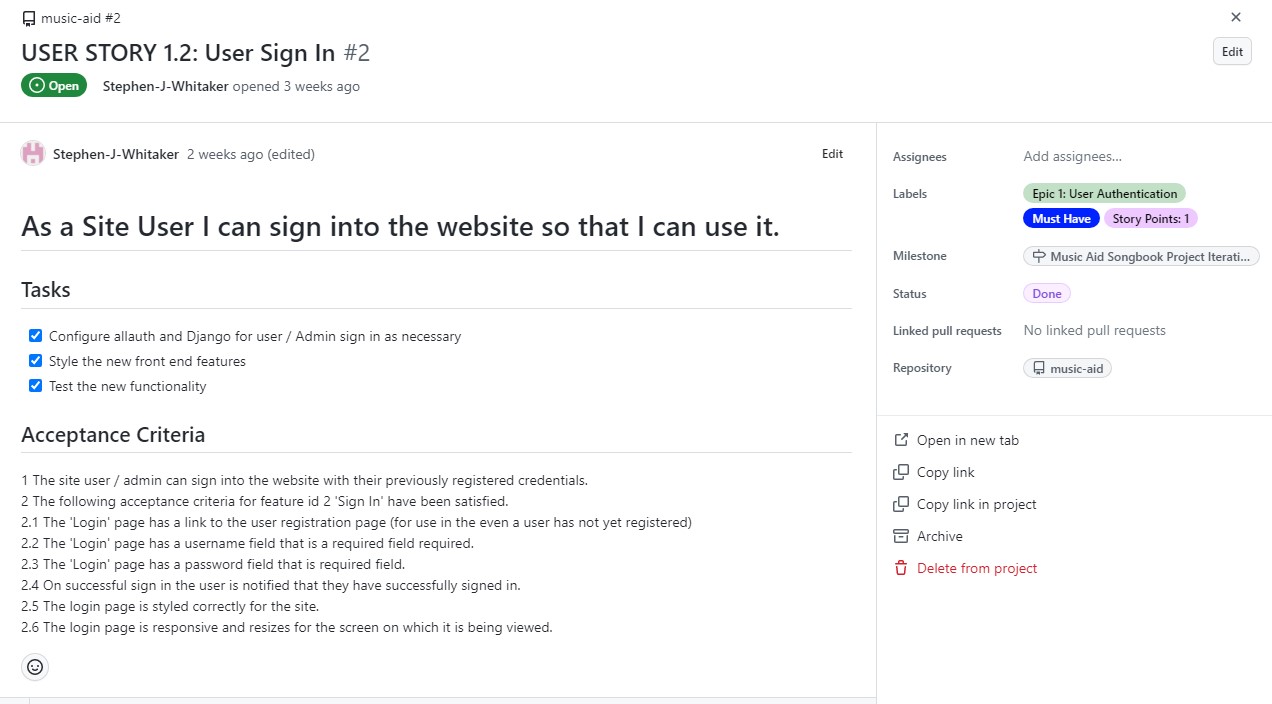 music-aid #2
USER STORY 1.2: User Sign In #2
Edit
Open
Stephen-J-Whitaker opened 3 weeks ago
Stephen-J-Whitaker 2 weeks ago (edited)
Edit
As a Site User I can sign into the website so that I can use it.
Tasks
Configure allauth and Django for user / Admin sign in as necessary
Style the new front end features
Test the new functionality
Acceptance Criteria
1 The site user / admin can sign into the website with their previously registered credentials.
2 The following acceptance criteria for feature id 2 'Sign In' have been satisfied.
2.1 The 'Login' page has a link to the user registration page (for use in the even a user has not yet registered)
2.2 The 'Login' page has a username field that is a required field required.
2.3 The 'Login' page has a password field that is required field.
2.4 On successful sign in the user is notified that they have successfully signed in.
2.5 The login page is styled correctly for the site.
2.6 The login page is responsive and resizes for the screen on which it is being viewed.
Assignees
Add assignees...
Labels
Epic 1: User Authentication
Must Have
Story Points: 1
Milestone
Music Aid Songbook Project Iterati...
Status
Done
Linked pull requests
No linked pull requests
Repository
music-aid
Open in new tab
Copy link
Copy link in project
Archive
Delete from project